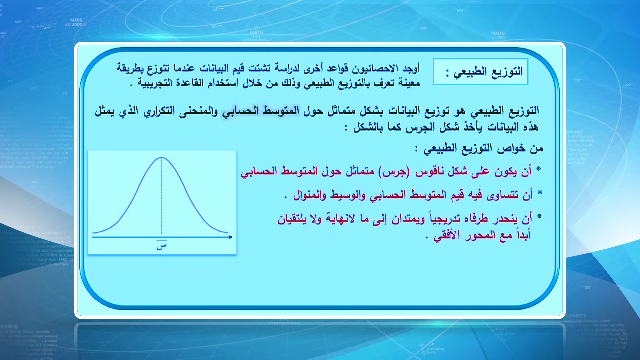 التوزيع الطبيعي :
أوجد الاحصائيون قواعد أخرى لدراسة تشتت قيم البيانات عندما تتوزع بطريقة
معينة تعرف بالتوزيع الطبيعي وذلك من خلال استخدام القاعدة التجريبية .
التوزيع الطبيعي هو توزيع البيانات بشكل متماثل حول المتوسط الحسابي والمنحنى التكراري الذي يمثل
هذه البيانات يأخذ شكل الجرس كما بالشكل :
من خواص التوزيع الطبيعي :
* أن يكون على شكل ناقوس (جرس) متماثل حول المتوسط الحسابي
* أن تتساوى فيه قيم المتوسط الحسابي والوسيط والمنوال .
* أن ينحدر طرفاه تدريجياً ويمتدان إلى ما لانهاية ولا يلتقيان
أبداً مع المحور الأفقي .
س